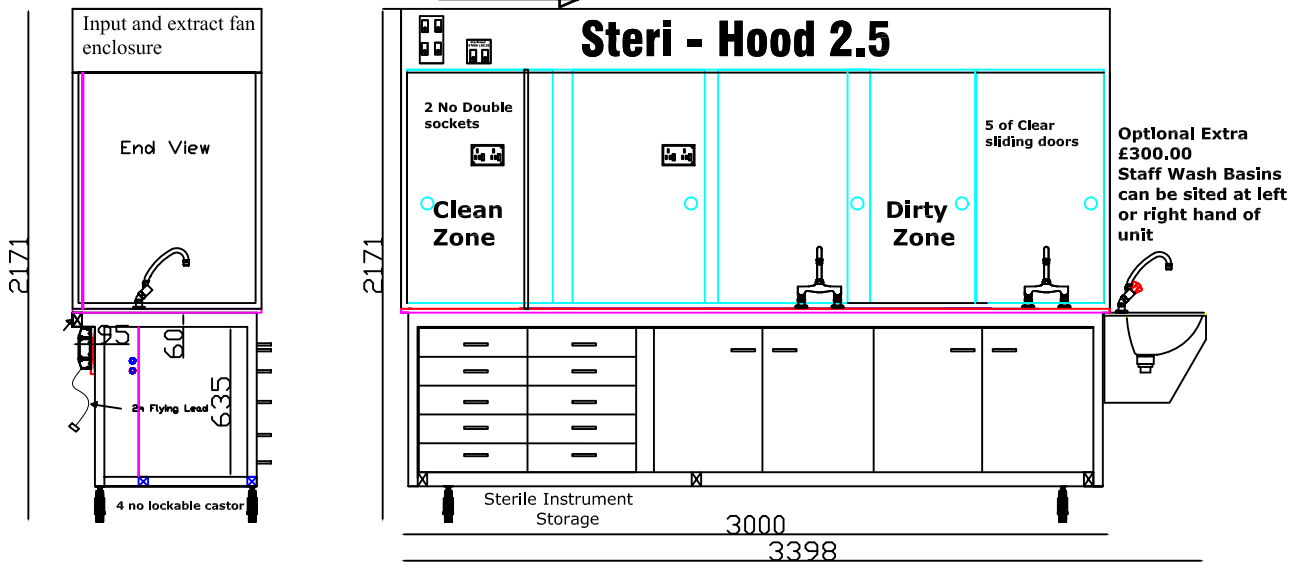 Input and extract fan
enclosure
End View
2171
95
60
635
2m Flying Lead
4 no lockable castor
Steri - Hood 2.5
2 No Double
sockets
5 of Clear
sliding doors
Clean
Zone
Dirty
Zone
2171
Optional Extra
£300.00
Staff Wash Basins
can be sited at left
or right hand of
unit
Sterile Instrument
Storage
3000
3398